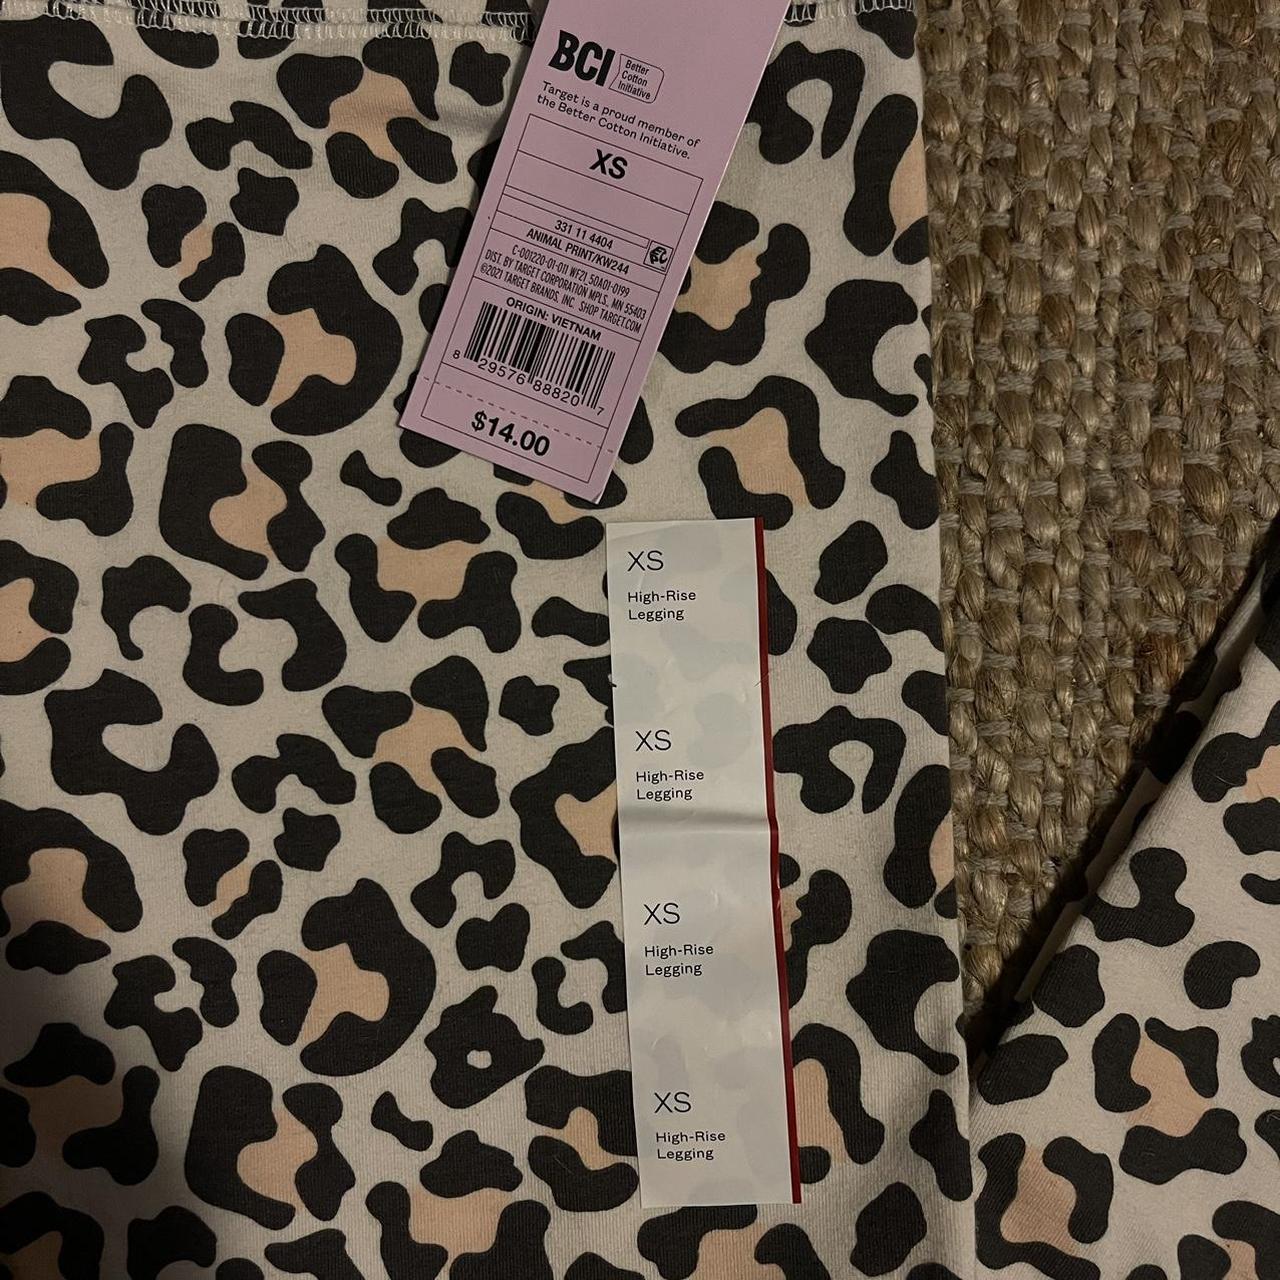 BCI Better
Cotton
Initiative
Target is a proud member of
the Better Cotton Initiative.
XS
331 11 4404
ANIMAL PRINT/KW244
C-001220-01-011 WF21 50A01-0199
DIST. BY TARGET CORPORATION MPLS, MN 55403
©2021 TARGET BRANDS, INC. SHOP TARGET.COM
ORIGIN: VIETNAM
8 29576 88820 7
$14.00
XS
High-Rise
Legging
XS
High-Rise
Legging
XS
High-Rise
Legging
XS
High-Rise
Legging